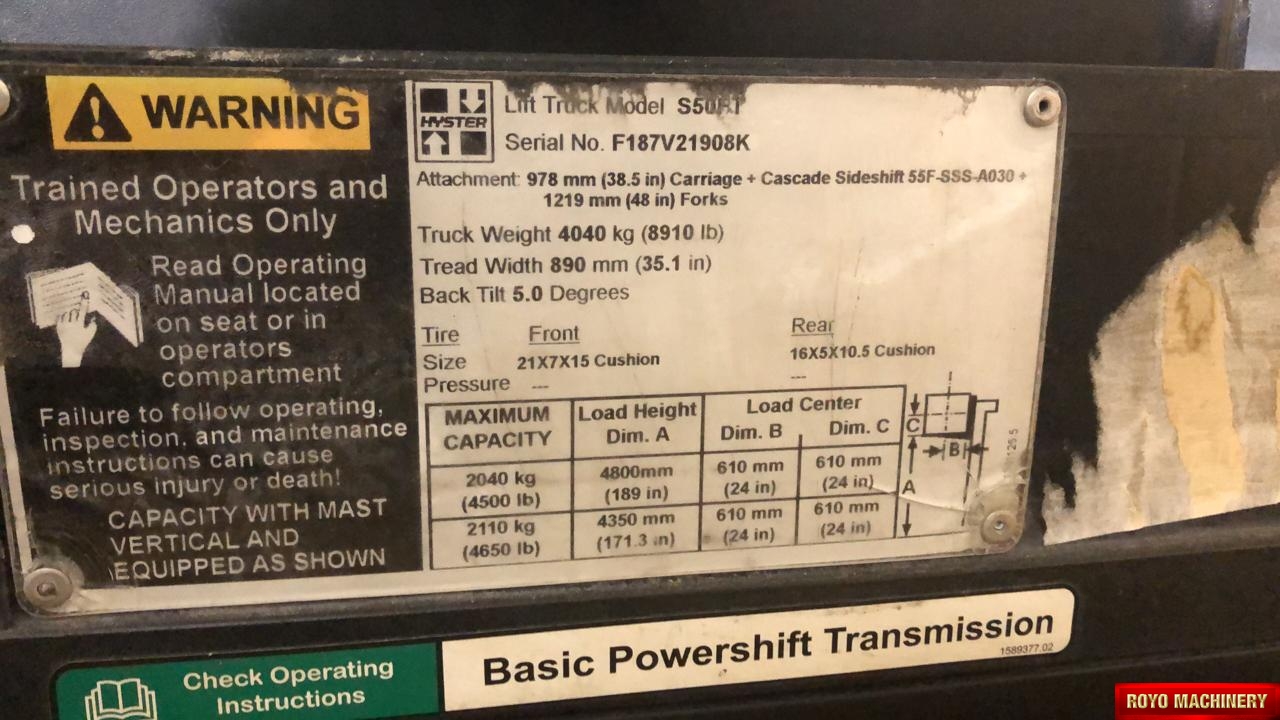 WARNING
Trained Operators and
Mechanics Only
Read Operating
Manual located
on seat or in
operators
compartment
Failure to follow operating,
inspection, and maintenance
instructions can cause
serious injury or death!
CAPACITY WITH MAST
VERTICAL AND
EQUIPPED AS SHOWN
HYSTER
Lift Truck Model
Serial No. F187V21908K
Attachment: 978 mm (38.5 in) Carriage + Cascade Sideshift 55F-SSS-A030 +
1219 mm (48 in) Forks
Truck Weight 4040 kg (8910 lb)
Tread Width 890 mm (35.1 in)
Back Tilt 5.0 Degrees
Tire Front Rear
Size 21X7X15 Cushion 16X5X10.5 Cushion
Pressure --- ---
MAXIMUM CAPACITY Load Height Dim. A Load Center Dim. B Dim. C
2040 kg (4500 lb) 4800mm (189 in) 610 mm (24 in) 610 mm (24 in)
2110 kg (4650 lb) 4350 mm (171.3 in) 610 mm (24 in) 610 mm (24 in)
C
B
A
Check Operating
Instructions
Basic Powershift Transmission
1589377.02
ROYO MACHINERY